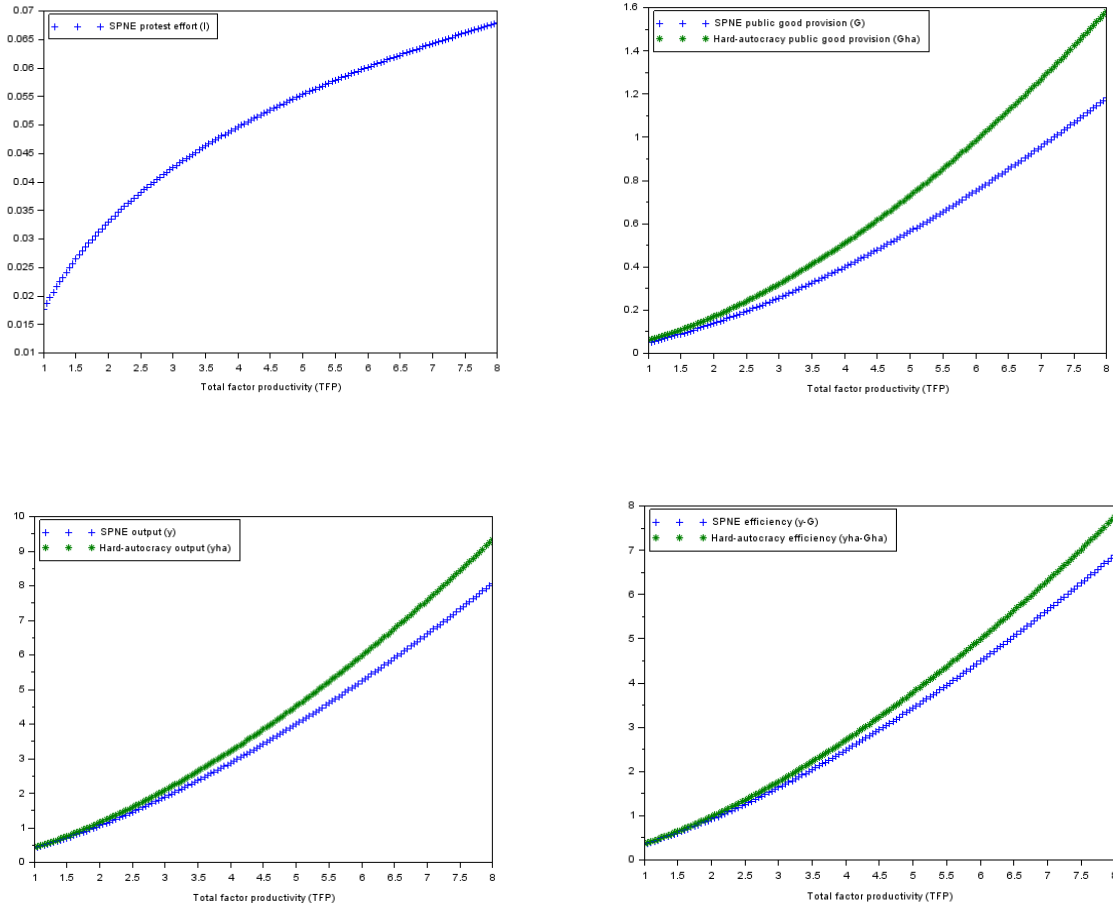 0.07
0.065
0.06
0.055
0.05
0.045
0.04
0.035
0.03
0.025
0.02
0.015
0.01
SPNE protest effort (l)
1 1.5 2 2.5 3 3.5 4 4.5 5 5.5 6 6.5 7 7.5 8
Total factor productivity (TFP)
1.6
1.4
1.2
1
0.8
0.6
0.4
0.2
0
SPNE public good provision (G)
Hard-autocracy public good provision (Gha)
1 1.5 2 2.5 3 3.5 4 4.5 5 5.5 6 6.5 7 7.5 8
Total factor productivity (TFP)
10
9
8
7
6
5
4
3
2
1
0
SPNE output (y)
Hard-autocracy output (yha)
1 1.5 2 2.5 3 3.5 4 4.5 5 5.5 6 6.5 7 7.5 8
Total factor productivity (TFP)
8
7
6
5
4
3
2
1
0
SPNE efficiency (y-G)
Hard-autocracy efficiency (yha-Gha)
1 1.5 2 2.5 3 3.5 4 4.5 5 5.5 6 6.5 7 7.5 8
Total factor productivity (TFP)